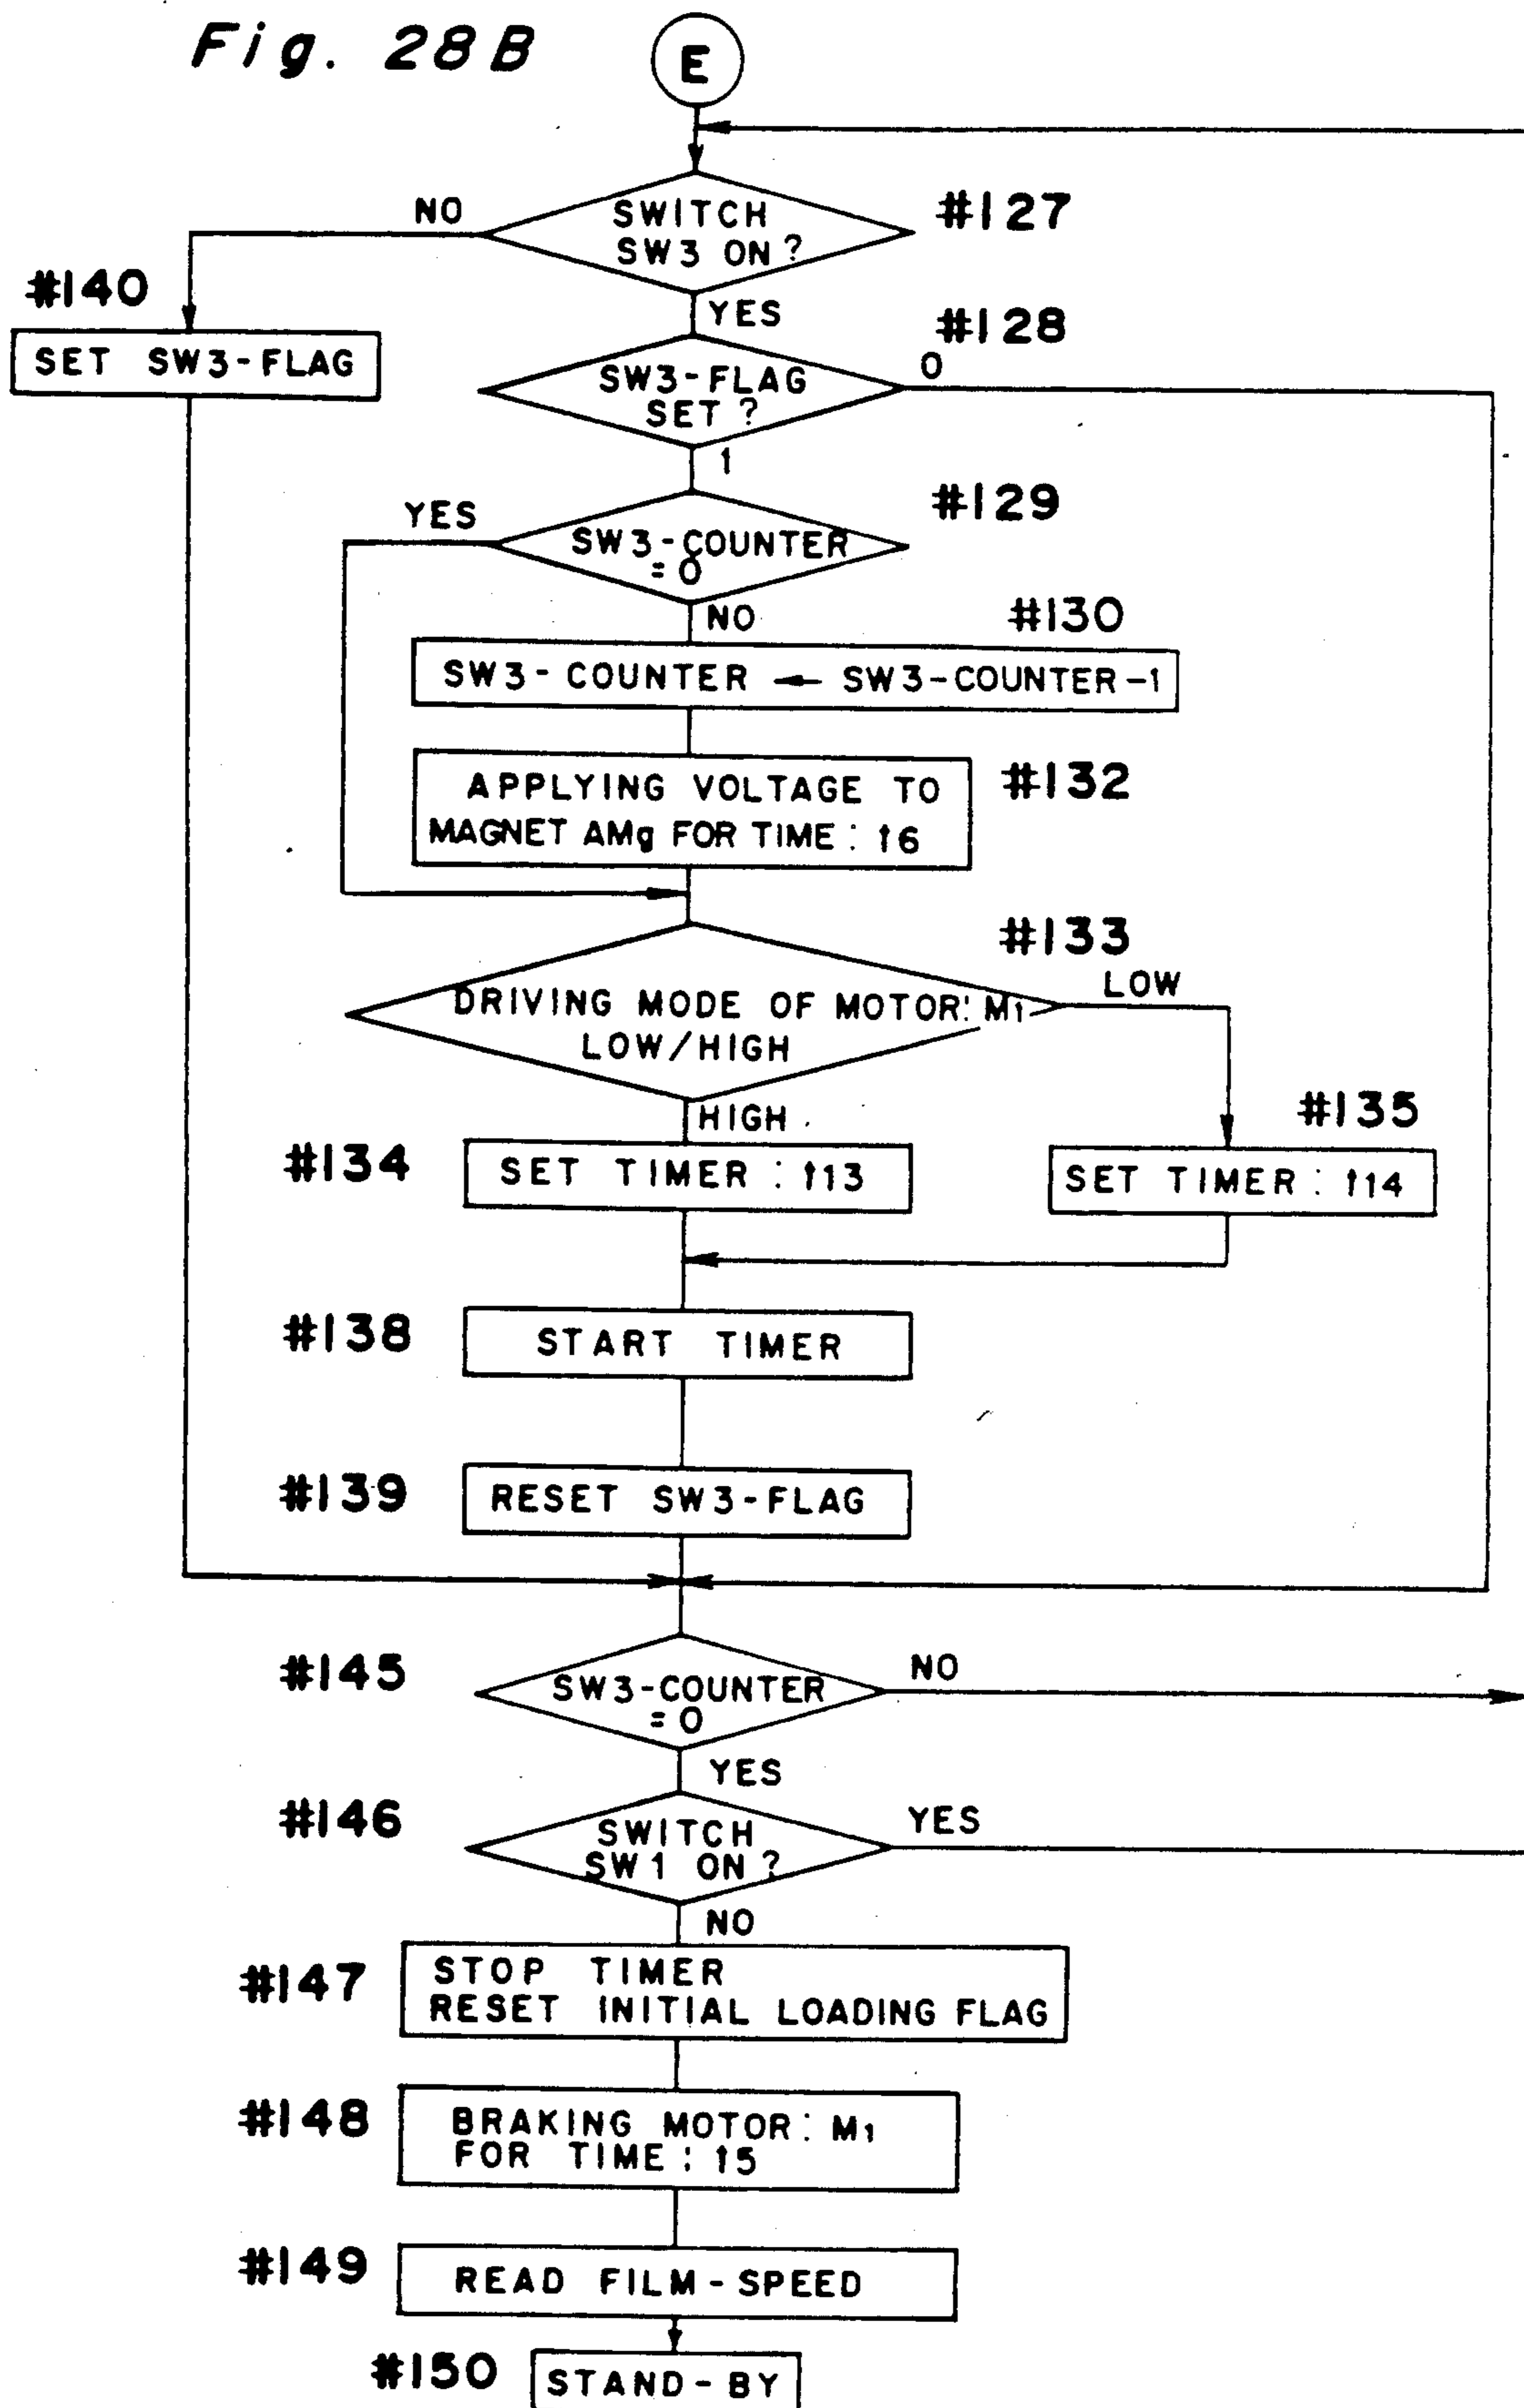 Fig. 28B
E
#127
NO
SWITCH
SW3 ON?
#140
YES
#128
SET SW3-FLAG
0
SW3-FLAG
SET?
1
#129
YES
SW3-COUNTER
=0
NO
#130
SW3-COUNTER ← SW3-COUNTER-1
#132
APPLYING VOLTAGE TO
MAGNET AMg FOR TIME: t6
#133
LOW
DRIVING MODE OF MOTOR: M1
LOW/HIGH
HIGH
#135
#134
SET TIMER: t13
SET TIMER: t14
#138
START TIMER
#139
RESET SW3-FLAG
#145
NO
SW3-COUNTER
=0
YES
#146
YES
SWITCH
SW1 ON?
NO
#147
STOP TIMER
RESET INITIAL LOADING FLAG
#148
BRAKING MOTOR: M1
FOR TIME: t5
#149
READ FILM-SPEED
#150
STAND-BY